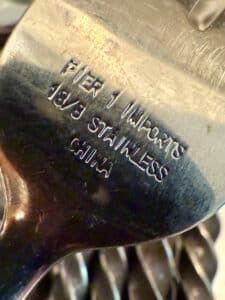 PIER 1 IMPORTS
18/8 STAINLESS
CHINA